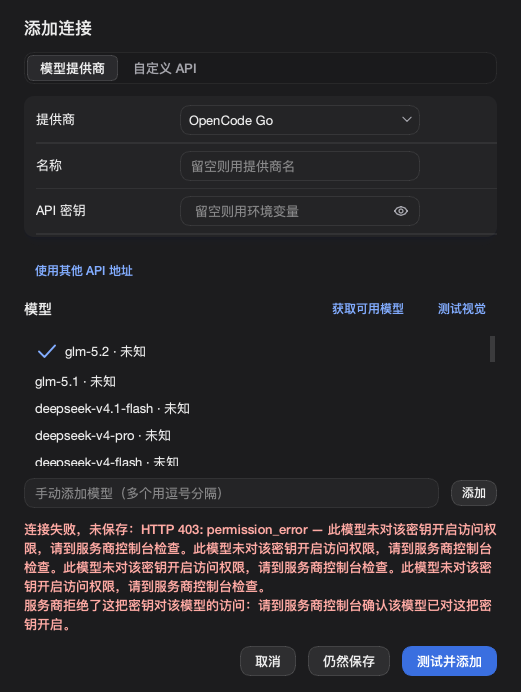 添加连接
模型提供商 自定义 API
提供商 OpenCode Go
名称 留空则用提供商名
API 密钥 留空则用环境变量
使用其他 API 地址
模型 获取可用模型 测试视觉
glm-5.2 · 未知
glm-5.1 · 未知
deepseek-v4.1-flash · 未知
deepseek-v4-pro · 未知
deepseek-v4-flash · 未知
手动添加模型（多个用逗号分隔） 添加
连接失败，未保存：HTTP 403: permission_error — 此模型未对该密钥开启访问权
限，请到服务商控制台检查。此模型未对该密钥开启访问权限，请到服务商控制台
检查。此模型未对该密钥开启访问权限，请到服务商控制台检查。此模型未对该密
钥开启访问权限，请到服务商控制台检查。
服务商拒绝了这把密钥对该模型的访问：请到服务商控制台确认该模型已对这把密
钥开启。
取消 仍然保存 测试并添加